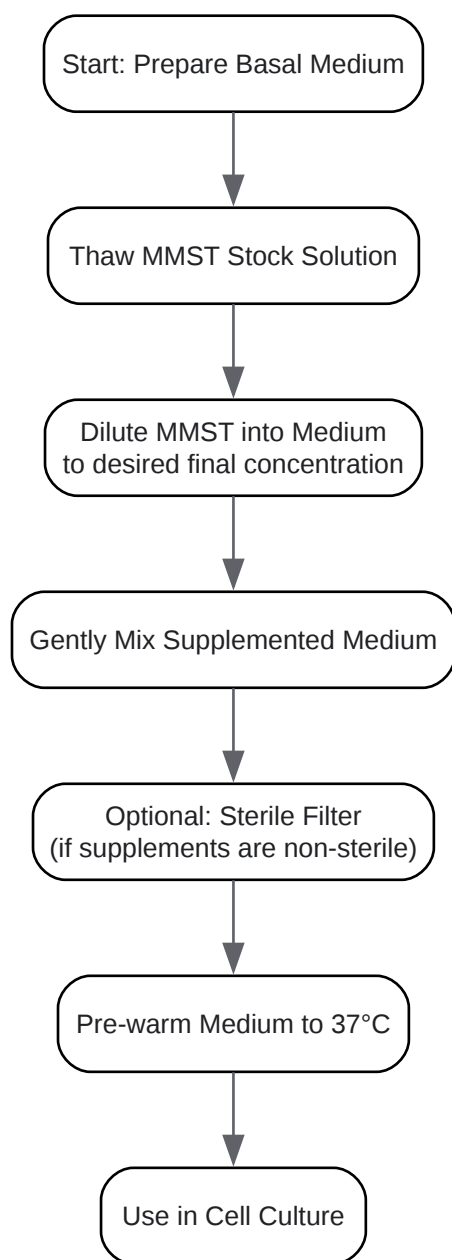 Start: Prepare Basal Medium
Thaw MMST Stock Solution
Dilute MMST into Medium
to desired final concentration
Gently Mix Supplemented Medium
Optional: Sterile Filter
(if supplements are non-sterile)
Pre-warm Medium to 37°C
Use in Cell Culture